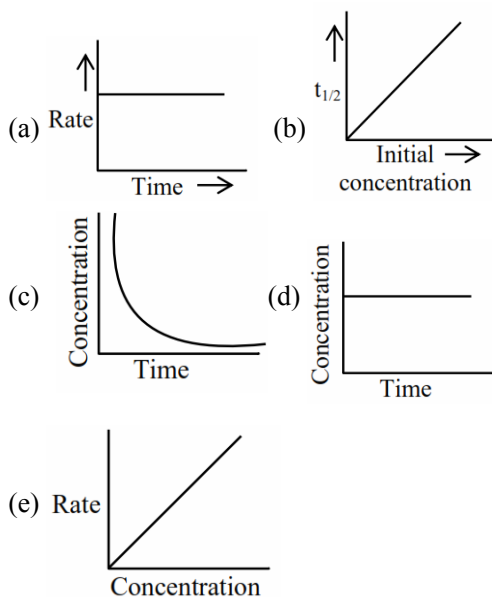 (a)
Rate
Time
(b)
t₁/₂
Initial
concentration
(c)
Concentration
Time
(d)
Concentration
Time
(e)
Rate
Concentration